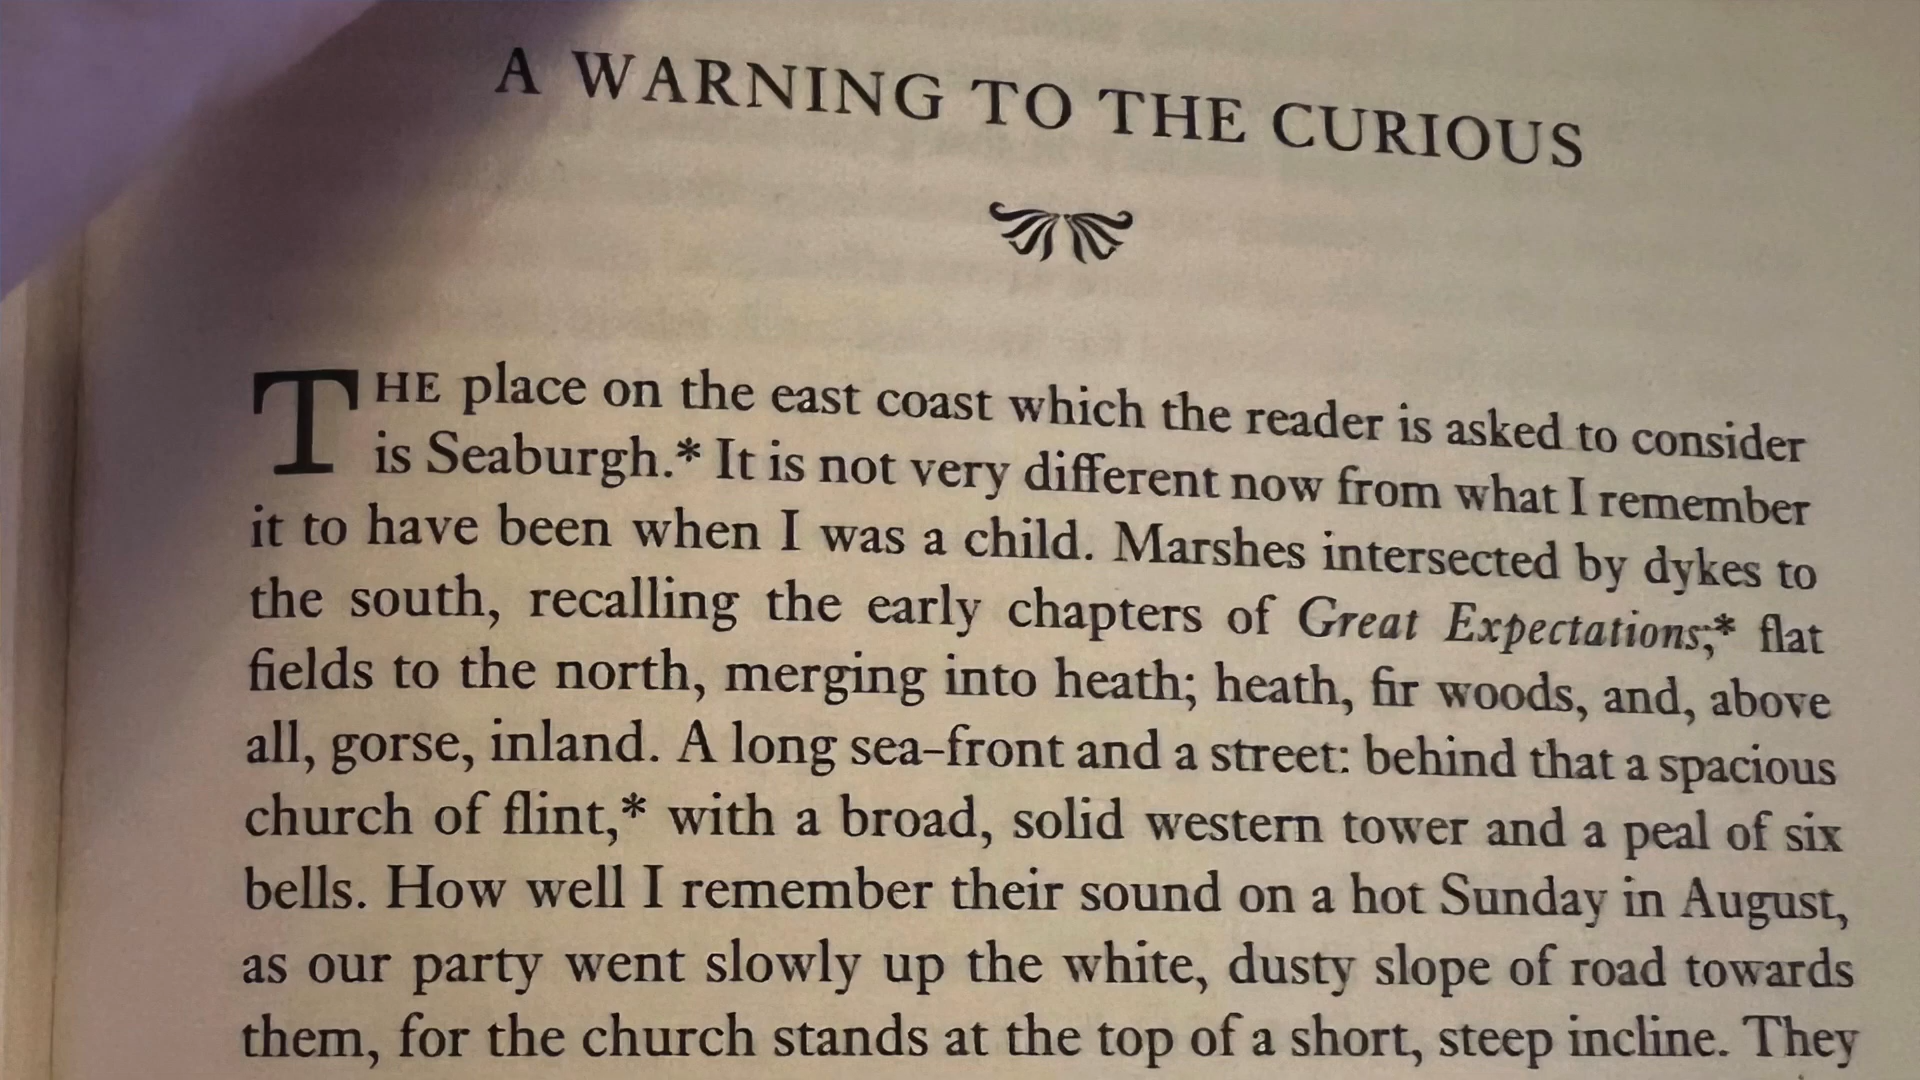 A WARNING TO THE CURIOUS
THE place on the east coast which the reader is asked to consider
is Seaburgh.* It is not very different now from what I remember
it to have been when I was a child. Marshes intersected by dykes to
the south, recalling the early chapters of Great Expectations;* flat
fields to the north, merging into heath; heath, fir woods, and, above
all, gorse, inland. A long sea-front and a street: behind that a spacious
church of flint,* with a broad, solid western tower and a peal of six
bells. How well I remember their sound on a hot Sunday in August,
as our party went slowly up the white, dusty slope of road towards
them, for the church stands at the top of a short, steep incline. They